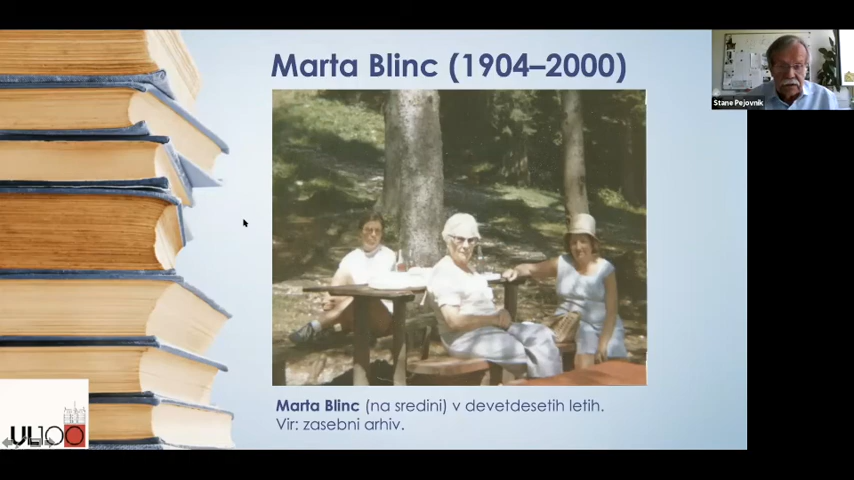 Marta Blinc (1904–2000)
Stane Pejovnik
Marta Blinc (na sredini) v devetdesetih letih.
Vir: zasebni arhiv.
UL100